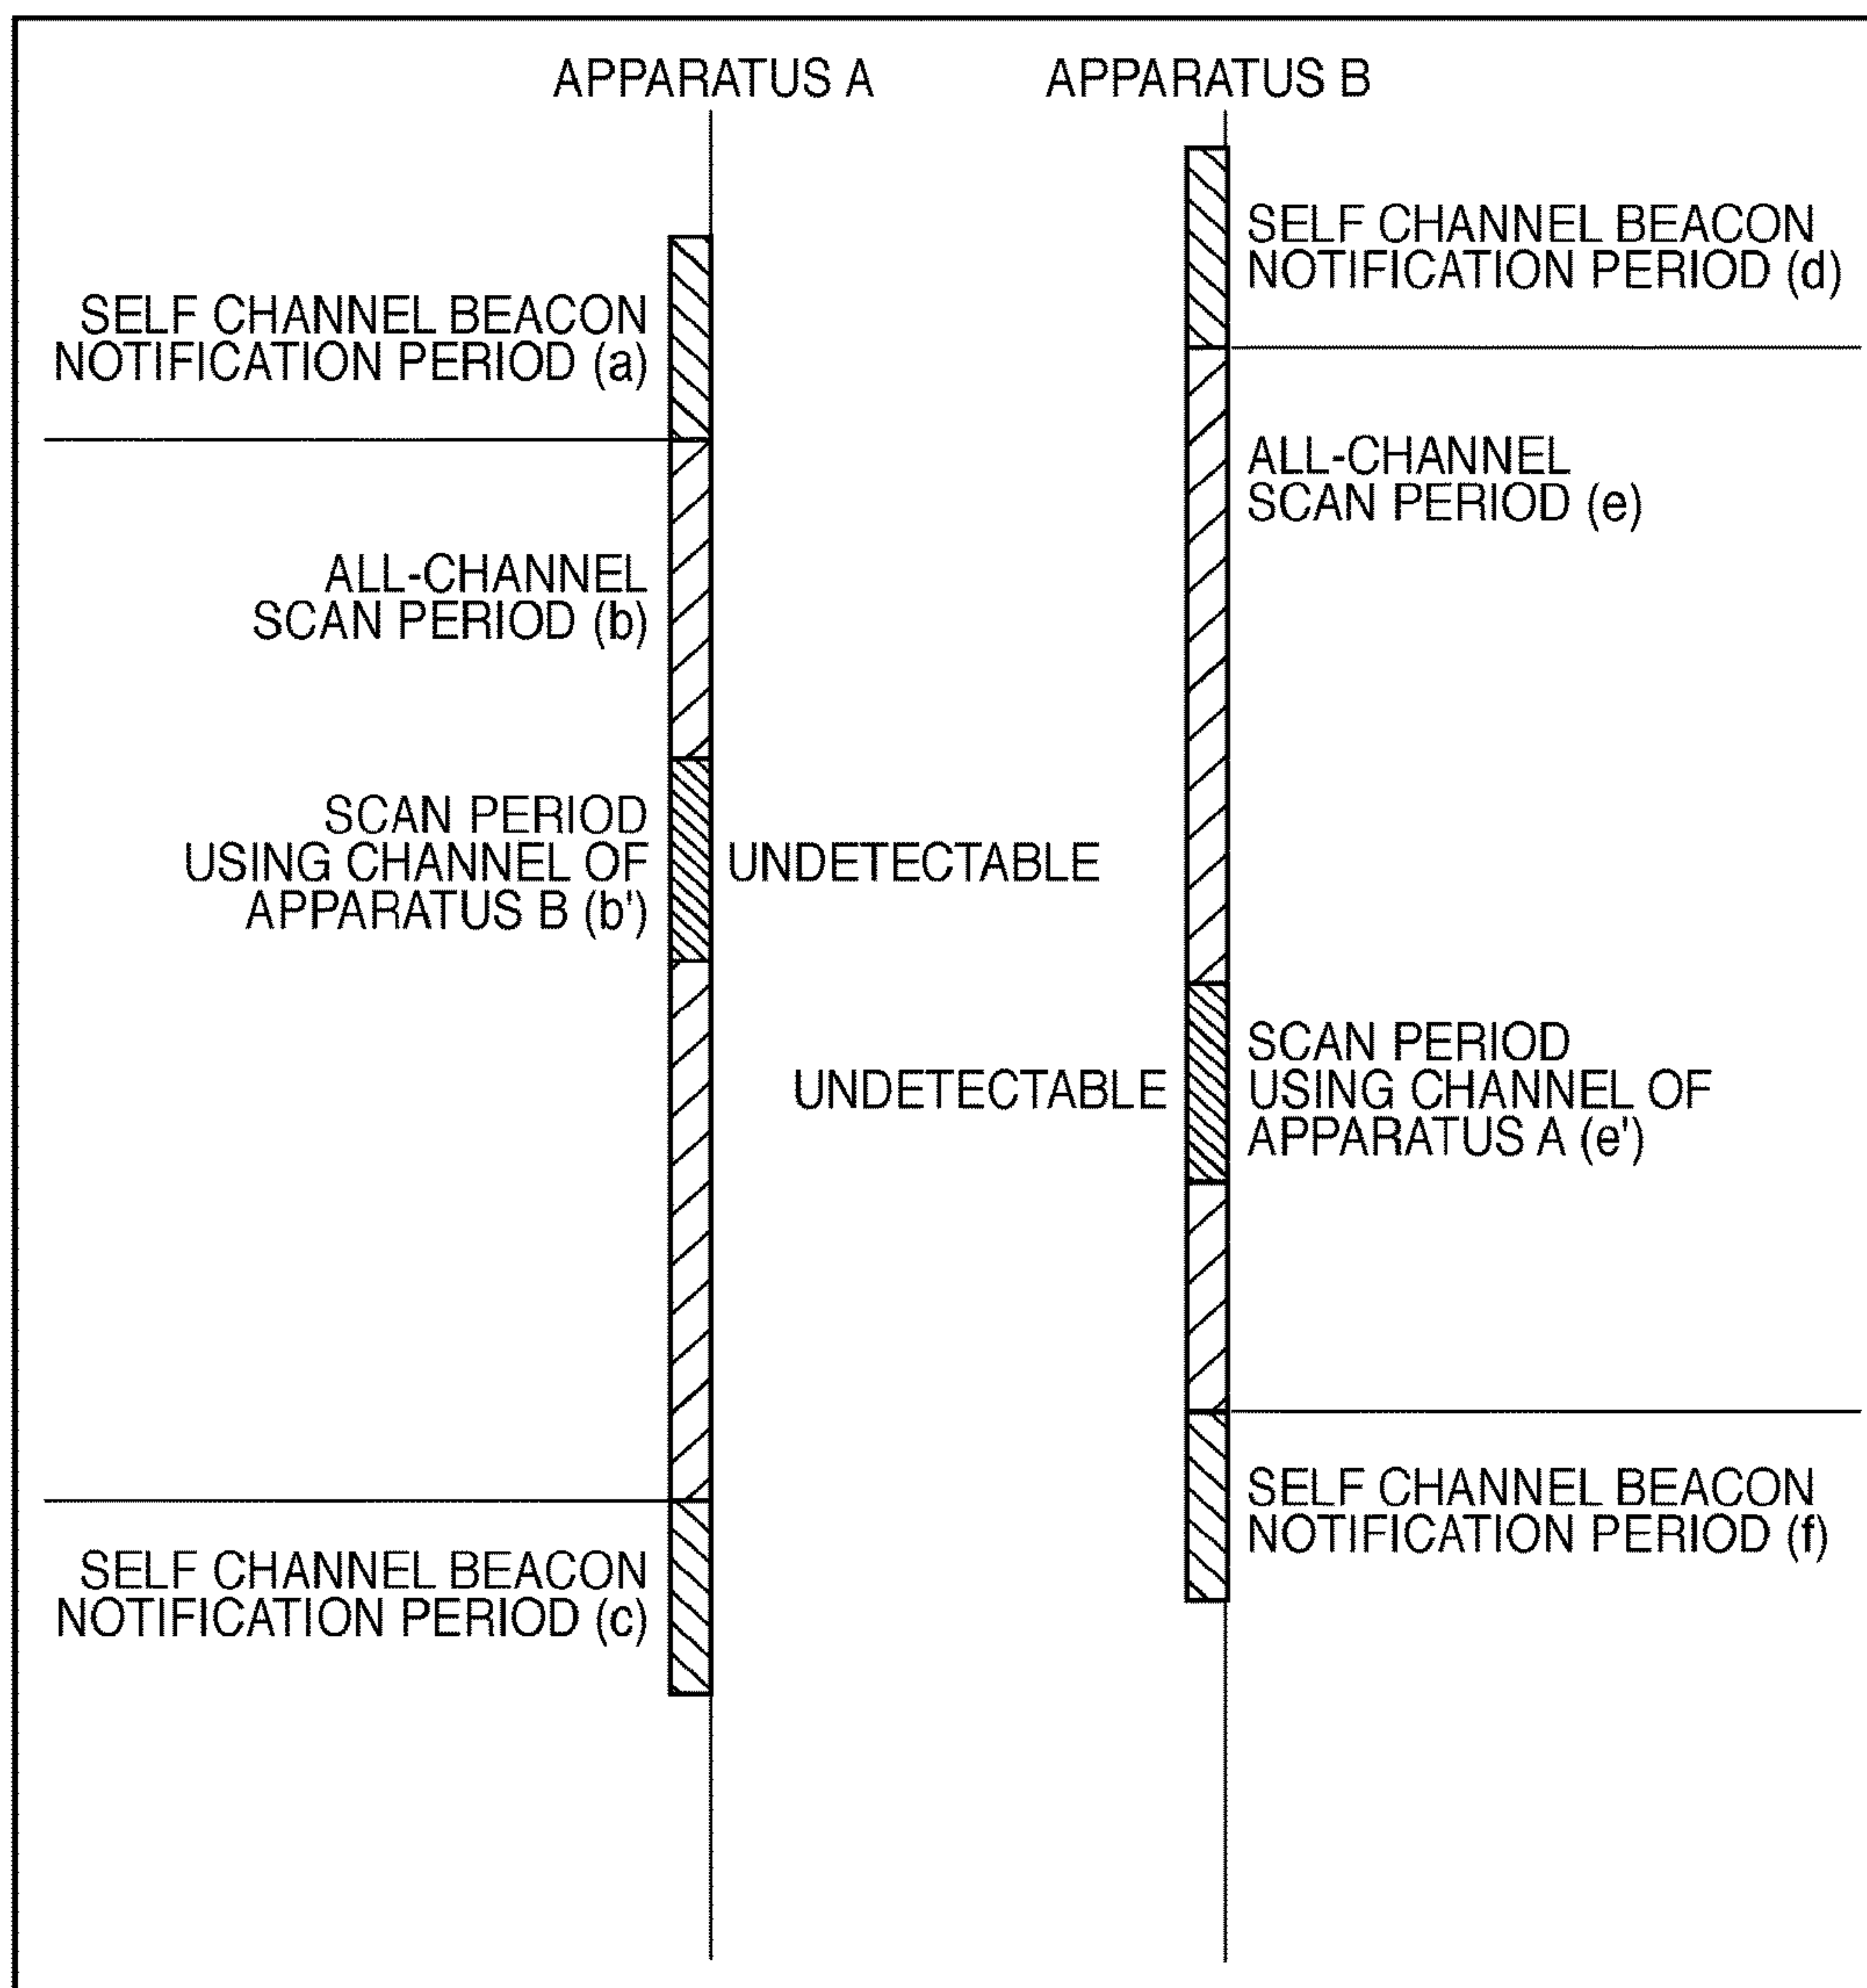 APPARATUS A
APPARATUS B
SELF CHANNEL BEACON
NOTIFICATION PERIOD (d)
SELF CHANNEL BEACON
NOTIFICATION PERIOD (a)
ALL-CHANNEL
SCAN PERIOD (e)
ALL-CHANNEL
SCAN PERIOD (b)
SCAN PERIOD
USING CHANNEL OF
APPARATUS B (b')
UNDETECTABLE
UNDETECTABLE
SCAN PERIOD
USING CHANNEL OF
APPARATUS A (e')
SELF CHANNEL BEACON
NOTIFICATION PERIOD (f)
SELF CHANNEL BEACON
NOTIFICATION PERIOD (c)